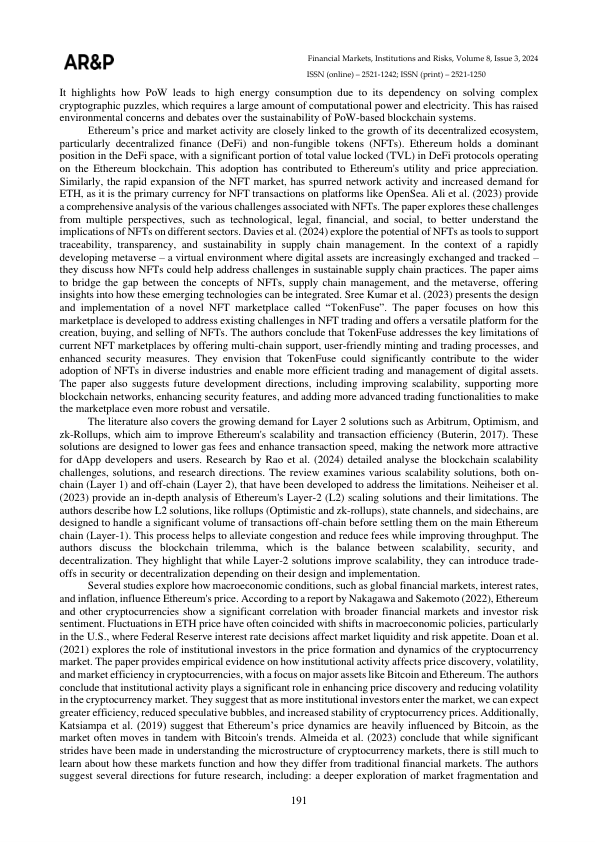 AR&P
Financial Markets, Institutions and Risks, Volume 8, Issue 3, 2024
ISSN (online) – 2521-1242; ISSN (print) – 2521-1250
It highlights how PoW leads to high energy consumption due to its dependency on solving complex
cryptographic puzzles, which requires a large amount of computational power and electricity. This has raised
environmental concerns and debates over the sustainability of PoW-based blockchain systems.
Ethereum's price and market activity are closely linked to the growth of its decentralized ecosystem,
particularly decentralized finance (DeFi) and non-fungible tokens (NFTs). Ethereum holds a dominant
position in the DeFi space, with a significant portion of total value locked (TVL) in DeFi protocols operating
on the Ethereum blockchain. This adoption has contributed to Ethereum's utility and price appreciation.
Similarly, the rapid expansion of the NFT market, has spurred network activity and increased demand for
ETH, as it is the primary currency for NFT transactions on platforms like OpenSea. Ali et al. (2023) provide
a comprehensive analysis of the various challenges associated with NFTs. The paper explores these challenges
from multiple perspectives, such as technological, legal, financial, and social, to better understand the
implications of NFTs on different sectors. Davies et al. (2024) explore the potential of NFTs as tools to support
traceability, transparency, and sustainability in supply chain management. In the context of a rapidly
developing metaverse – a virtual environment where digital assets are increasingly exchanged and tracked –
they discuss how NFTs could help address challenges in sustainable supply chain practices. The paper aims
to bridge the gap between the concepts of NFTs, supply chain management, and the metaverse, offering
insights into how these emerging technologies can be integrated. Sree Kumar et al. (2023) presents the design
and implementation of a novel NFT marketplace called “TokenFuse”. The paper focuses on how this
marketplace is developed to address existing challenges in NFT trading and offers a versatile platform for the
creation, buying, and selling of NFTs. The authors conclude that TokenFuse addresses the key limitations of
current NFT marketplaces by offering multi-chain support, user-friendly minting and trading processes, and
enhanced security measures. They envision that TokenFuse could significantly contribute to the wider
adoption of NFTs in diverse industries and enable more efficient trading and management of digital assets.
The paper also suggests future development directions, including improving scalability, supporting more
blockchain networks, enhancing security features, and adding more advanced trading functionalities to make
the marketplace even more robust and versatile.
The literature also covers the growing demand for Layer 2 solutions such as Arbitrum, Optimism, and
zk-Rollups, which aim to improve Ethereum's scalability and transaction efficiency (Buterin, 2017). These
solutions are designed to lower gas fees and enhance transaction speed, making the network more attractive
for dApp developers and users. Research by Rao et al. (2024) detailed analyse the blockchain scalability
challenges, solutions, and research directions. The review examines various scalability solutions, both on-
chain (Layer 1) and off-chain (Layer 2), that have been developed to address the limitations. Neiheiser et al.
(2023) provide an in-depth analysis of Ethereum's Layer-2 (L2) scaling solutions and their limitations. The
authors describe how L2 solutions, like rollups (Optimistic and zk-rollups), state channels, and sidechains, are
designed to handle a significant volume of transactions off-chain before settling them on the main Ethereum
chain (Layer-1). This process helps to alleviate congestion and reduce fees while improving throughput. The
authors discuss the blockchain trilemma, which is the balance between scalability, security, and
decentralization. They highlight that while Layer-2 solutions improve scalability, they can introduce trade-
offs in security or decentralization depending on their design and implementation.
Several studies explore how macroeconomic conditions, such as global financial markets, interest rates,
and inflation, influence Ethereum's price. According to a report by Nakagawa and Sakemoto (2022), Ethereum
and other cryptocurrencies show a significant correlation with broader financial markets and investor risk
sentiment. Fluctuations in ETH price have often coincided with shifts in macroeconomic policies, particularly
in the U.S., where Federal Reserve interest rate decisions affect market liquidity and risk appetite. Doan et al.
(2021) explores the role of institutional investors in the price formation and dynamics of the cryptocurrency
market. The paper provides empirical evidence on how institutional activity affects price discovery, volatility,
and market efficiency in cryptocurrencies, with a focus on major assets like Bitcoin and Ethereum. The authors
conclude that institutional activity plays a significant role in enhancing price discovery and reducing volatility
in the cryptocurrency market. They suggest that as more institutional investors enter the market, we can expect
greater efficiency, reduced speculative bubbles, and increased stability of cryptocurrency prices. Additionally,
Katsiampa et al. (2019) suggest that Ethereum's price dynamics are heavily influenced by Bitcoin, as the
market often moves in tandem with Bitcoin's trends. Almeida et al. (2023) conclude that while significant
strides have been made in understanding the microstructure of cryptocurrency markets, there is still much to
learn about how these markets function and how they differ from traditional financial markets. The authors
suggest several directions for future research, including: a deeper exploration of market fragmentation and
191